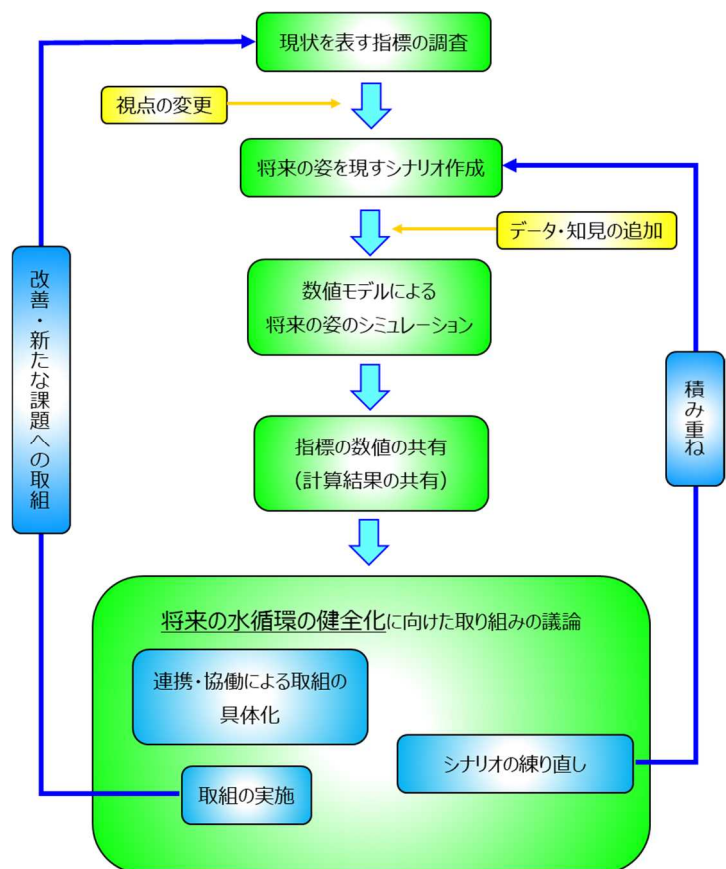 現状を表す指標の調査
視点の変更
将来の姿を現すシナリオ作成
データ・知見の追加
数値モデルによる
将来の姿のシミュレーション
改善・新たな課題への取組
積み重ね
指標の数値の共有
(計算結果の共有)
将来の水循環の健全化に向けた取り組みの議論
連携・協働による取組の
具体化
シナリオの練り直し
取組の実施